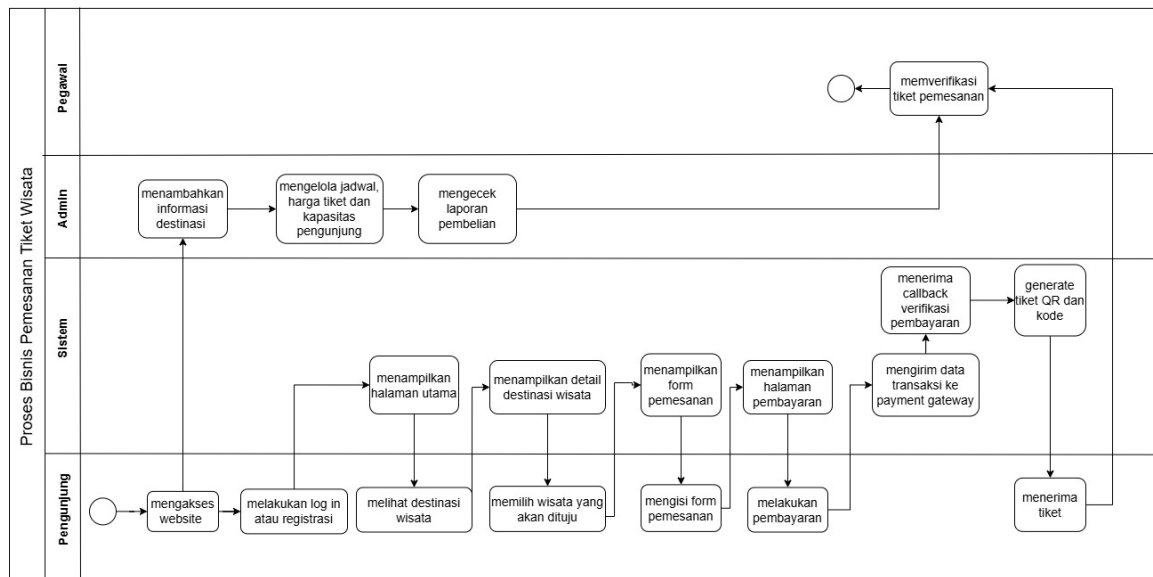 Proses Bisnis Pemesanan Tiket Wisata
Pegawai
memverifikasi
tiket pemesanan
Admin
menambahkan
informasi
destinasi
mengelola jadwal,
harga tiket dan
kapasitas
pengunjung
mengecek
laporan
pembelian
Sistem
menampilkan
halaman utama
menampilkan detail
destinasi wisata
menampilkan
form
pemesanan
menampilkan
halaman
pembayaran
menerima
callback
verifikasi
pembayaran
mengirim data
transaksi ke
payment gateway
generate
tiket QR dan
kode
Pengunjung
mengakses
website
melakukan log in
atau registrasi
melihat destinasi
wisata
memilih wisata yang
akan dituju
mengisi form
pemesanan
melakukan
pembayaran
menerima
tiket